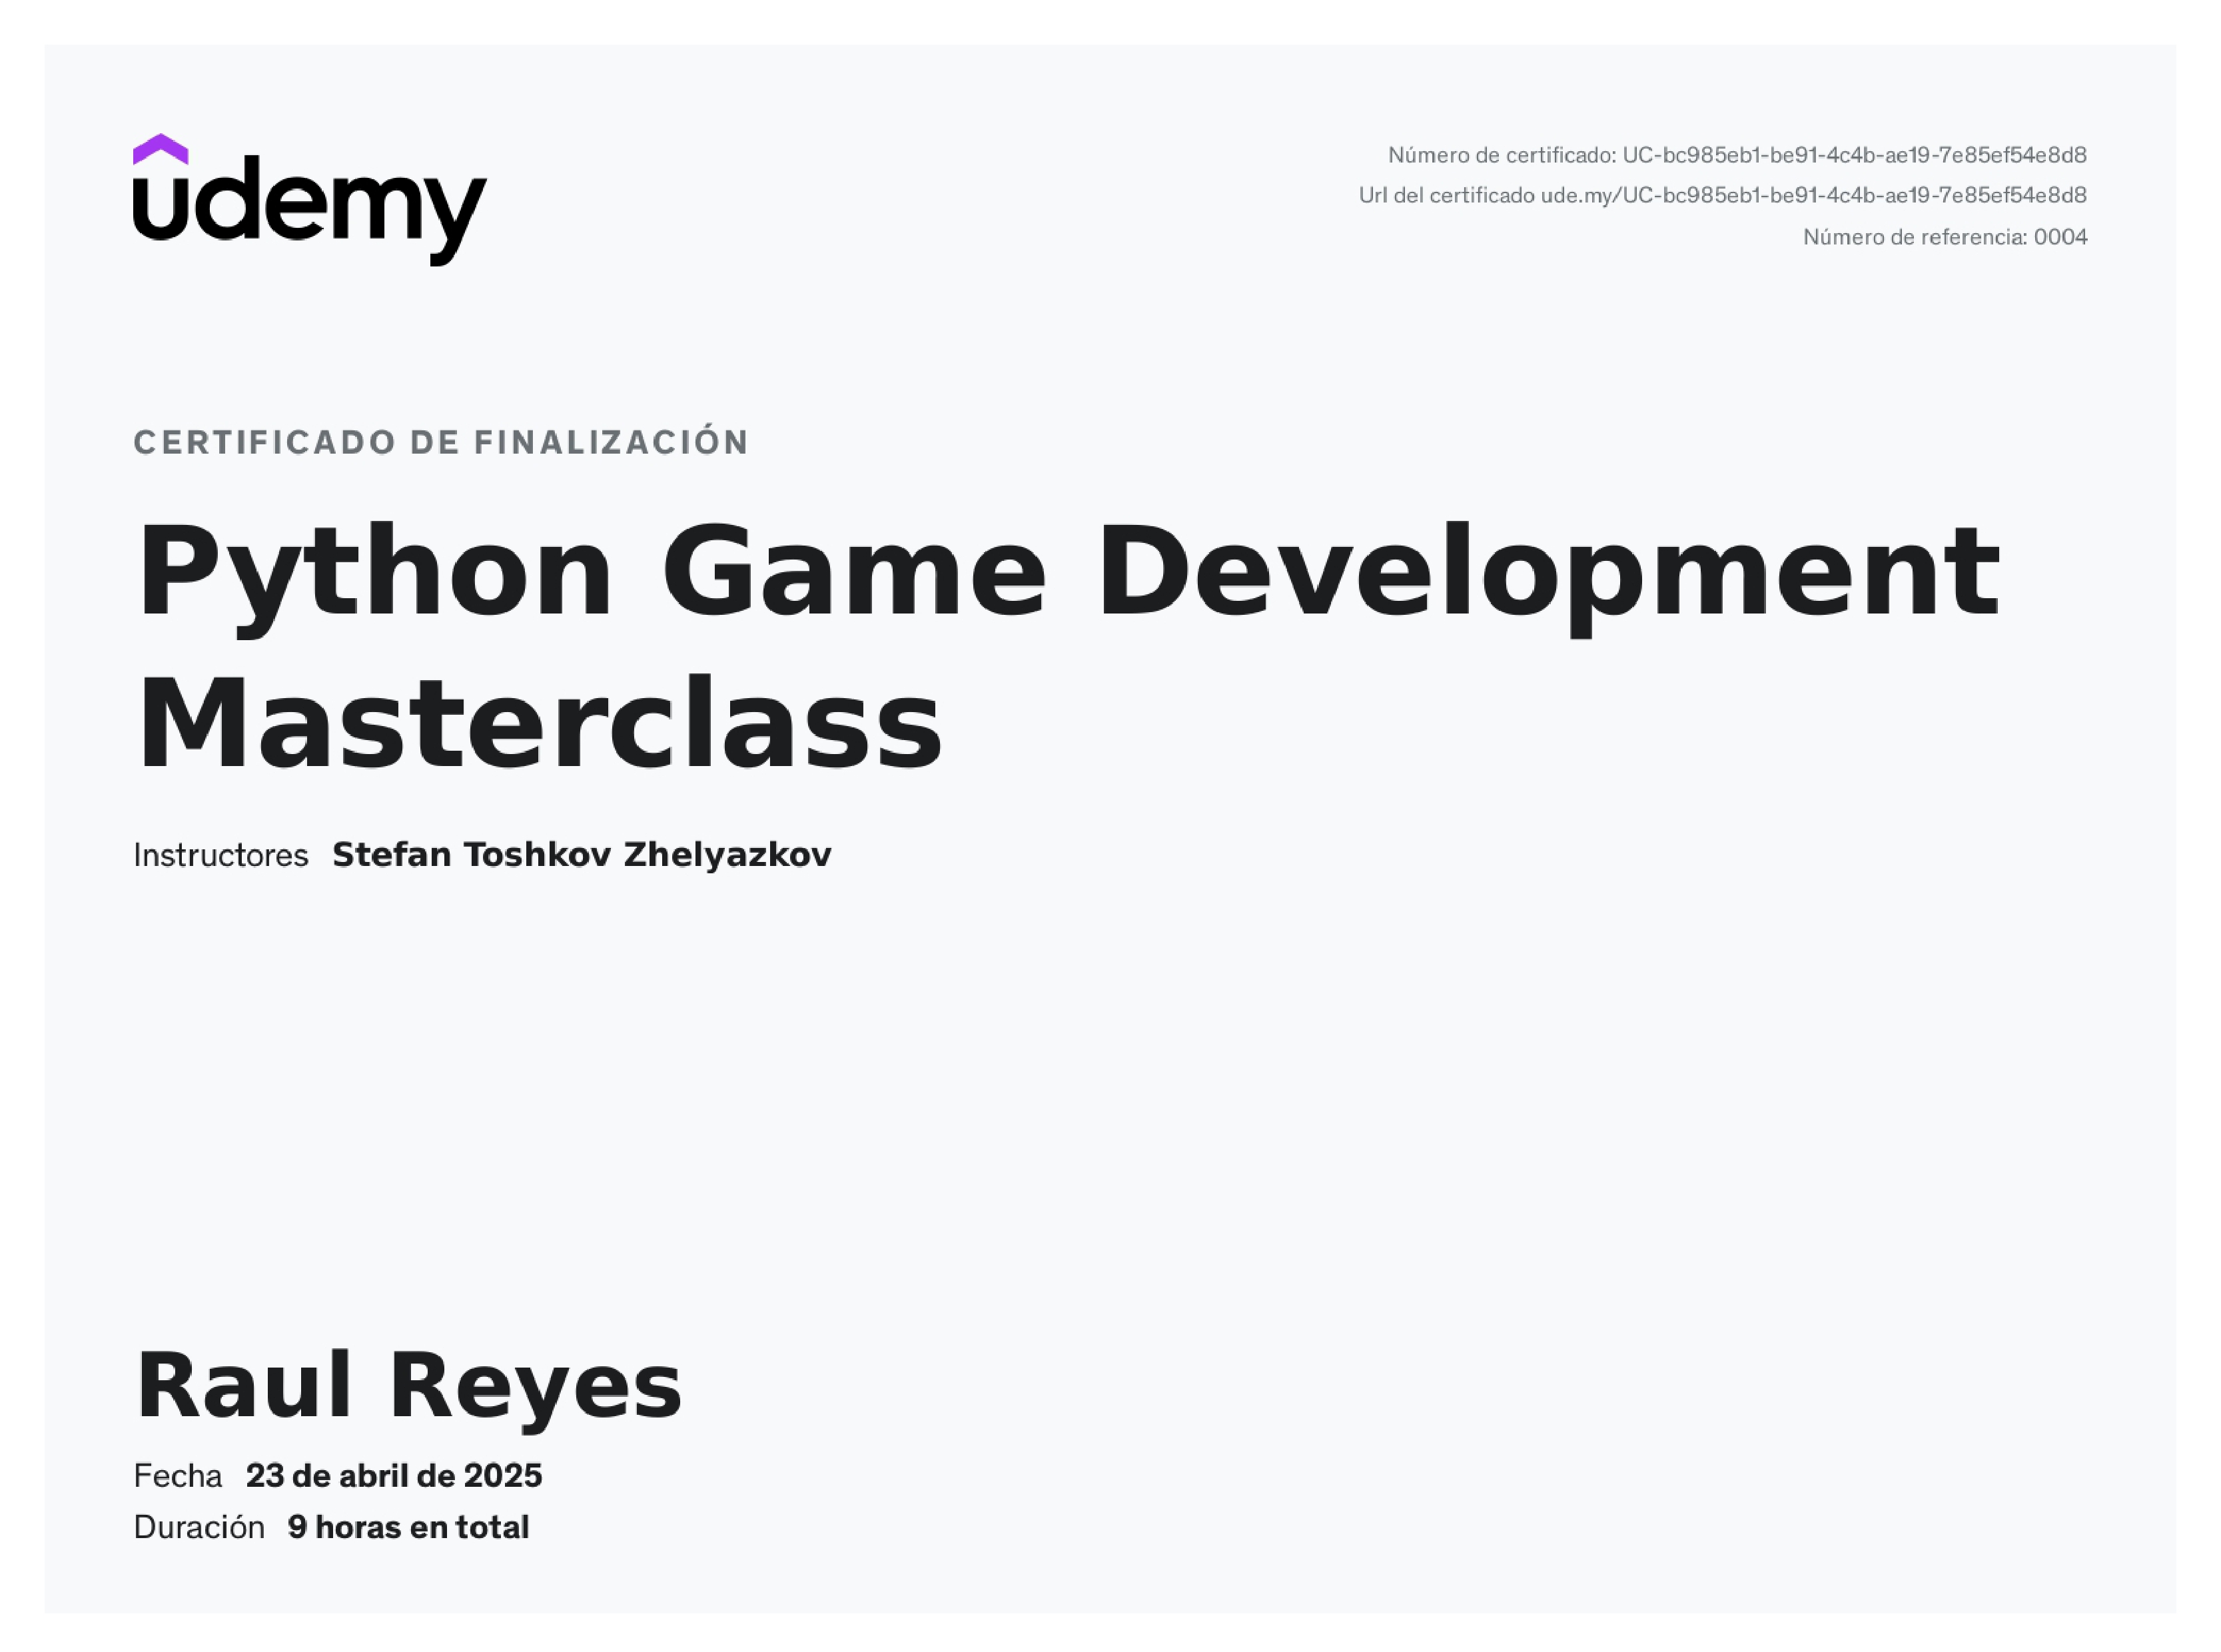 udemy
Número de certificado: UC-bc985eb1-be91-4c4b-ae19-7e85ef54e8d8
Url del certificado ude.my/UC-bc985eb1-be91-4c4b-ae19-7e85ef54e8d8
Número de referencia: 0004
CERTIFICADO DE FINALIZACIÓN
Python Game Development
Masterclass
Instructores Stefan Toshkov Zhelyazkov
Raul Reyes
Fecha 23 de abril de 2025
Duración 9 horas en total